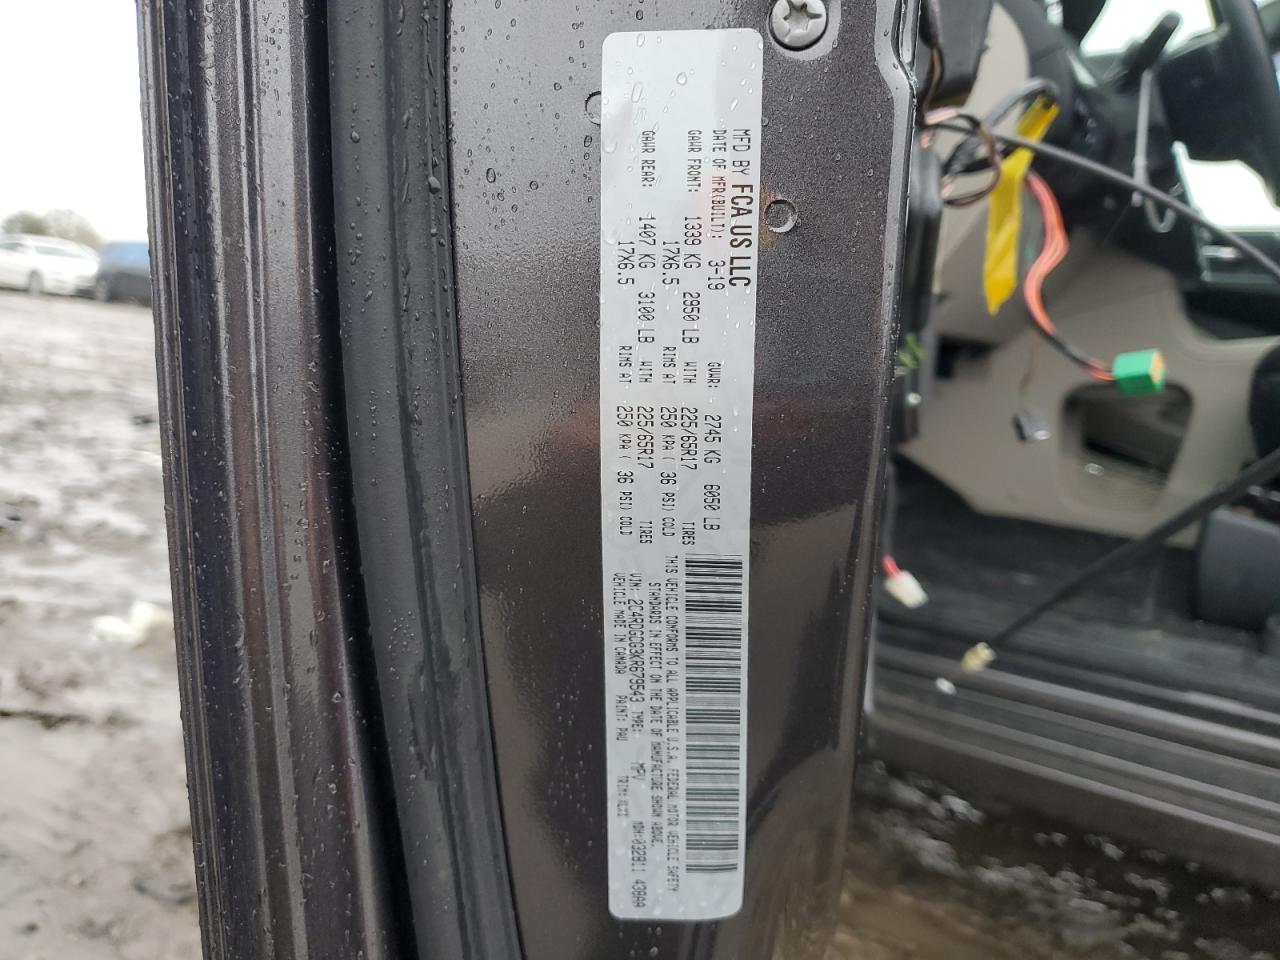 MFD BY FCA US LLC
DATE OF MFR(BUILT): 3-19 GVWR: 2745 KG 6050 LB
GAWR FRONT: 1339 KG 2950 LB WITH 225/65R17 TIRES
17X6.5 RIMS AT 250 KPA( 36 PSI) COLD
GAWR REAR: 1407 KG 3100 LB WITH 225/65R17 TIRES
17X6.5 RIMS AT 250 KPA( 36 PSI) COLD
THIS VEHICLE CONFORMS TO ALL APPLICABLE U.S.A. FEDERAL MOTOR VEHICLE SAFETY
STANDARDS IN EFFECT ON THE DATE OF MANUFACTURE SHOWN ABOVE.
VIN: 2C4RDGCG3KR679543 TYPE: MPV MDH:032811 438AA
VEHICLE MADE IN CANADA PAINT: PAU TRIM: